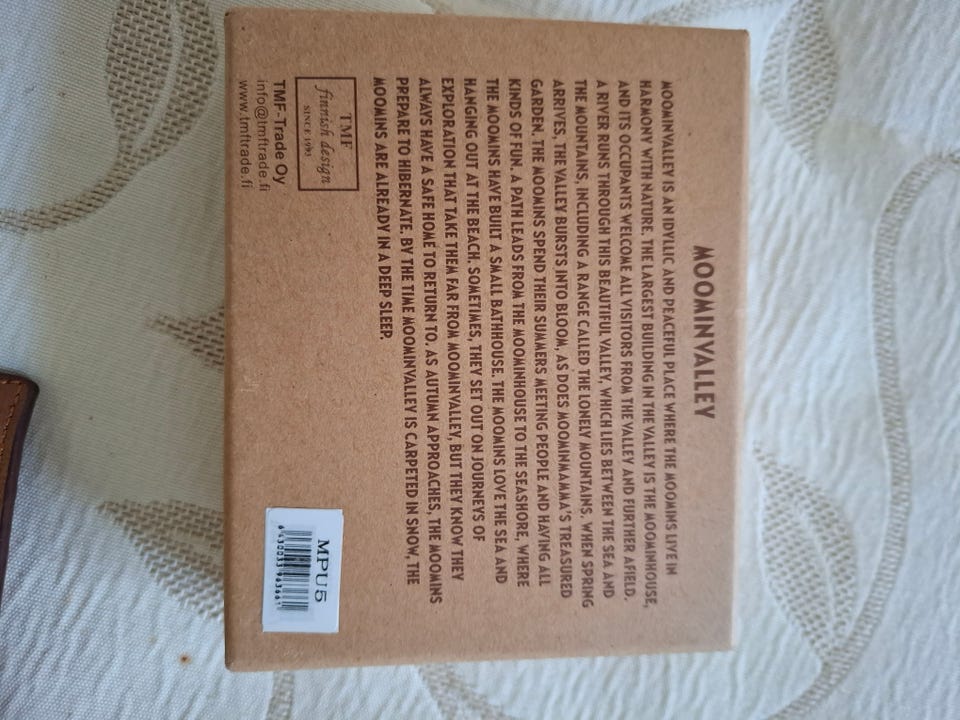 MOOMINVALLEY
MOOMINVALLEY IS AN IDYLLIC AND PEACEFUL PLACE WHERE THE MOOMINS LIVE IN
HARMONY WITH NATURE. THE LARGEST BUILDING IN THE VALLEY IS THE MOOMINHOUSE,
AND ITS OCCUPANTS WELCOME ALL VISITORS FROM THE VALLEY AND FURTHER AFIELD.
A RIVER RUNS THROUGH THIS BEAUTIFUL VALLEY, WHICH LIES BETWEEN THE SEA AND
THE MOUNTAINS, INCLUDING A RANGE CALLED THE LONELY MOUNTAINS. WHEN SPRING
ARRIVES, THE VALLEY BURSTS INTO BLOOM, AS DOES MOOMINMAMMA'S TREASURED
GARDEN. THE MOOMINS SPEND THEIR SUMMERS MEETING PEOPLE AND HAVING ALL
KINDS OF FUN. A PATH LEADS FROM THE MOOMINHOUSE TO THE SEASHORE, WHERE
THE MOOMINS HAVE BUILT A SMALL BATHHOUSE. THE MOOMINS LOVE THE SEA AND
HANGING OUT AT THE BEACH. SOMETIMES, THEY SET OUT ON JOURNEYS OF
EXPLORATION THAT TAKE THEM FAR FROM MOOMINVALLEY, BUT THEY KNOW THEY
ALWAYS HAVE A SAFE HOME TO RETURN TO. AS AUTUMN APPROACHES, THE MOOMINS
PREPARE TO HIBERNATE. BY THE TIME MOOMINVALLEY IS CARPETED IN SNOW, THE
MOOMINS ARE ALREADY IN A DEEP SLEEP.
TMF
finnish design
SINCE 1993
TMF-Trade Oy
info@tmftrade.fi
www.tmftrade.fi
MPU5